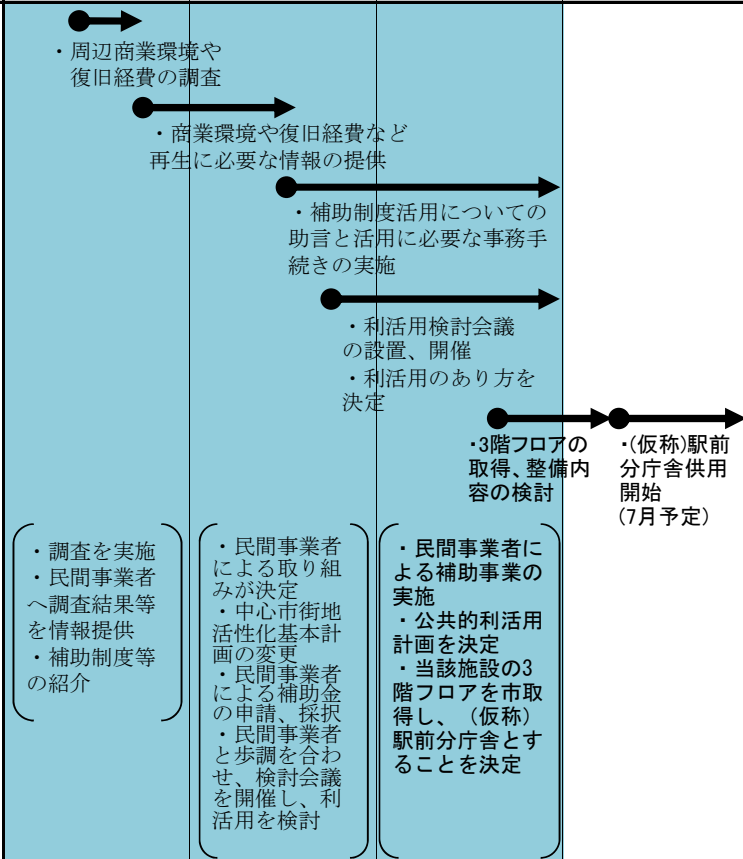 ・周辺商業環境や
復旧経費の調査
・商業環境や復旧経費など
再生に必要な情報の提供
・補助制度活用についての
助言と活用に必要な事務手
続きの実施
・利活用検討会議
の設置、開催
・利活用のあり方を
決定
・3階フロアの
取得、整備内
容の検討
・(仮称)駅前
分庁舎供用
開始
(7月予定)
・調査を実施
・民間事業者
へ調査結果等
を情報提供
・補助制度等
の紹介
・民間事業者
による取り組
みが決定
・中心市街地
活性化基本計
画の変更
・民間事業者
による補助金
の申請、採択
・民間事業者
と歩調を合わ
せ、検討会議
を開催し、利
活用を検討
・民間事業者に
よる補助事業の
実施
・公共的利活用
計画を決定
・当該施設の3
階フロアを市取
得し、（仮称）
駅前分庁舎とす
ることを決定